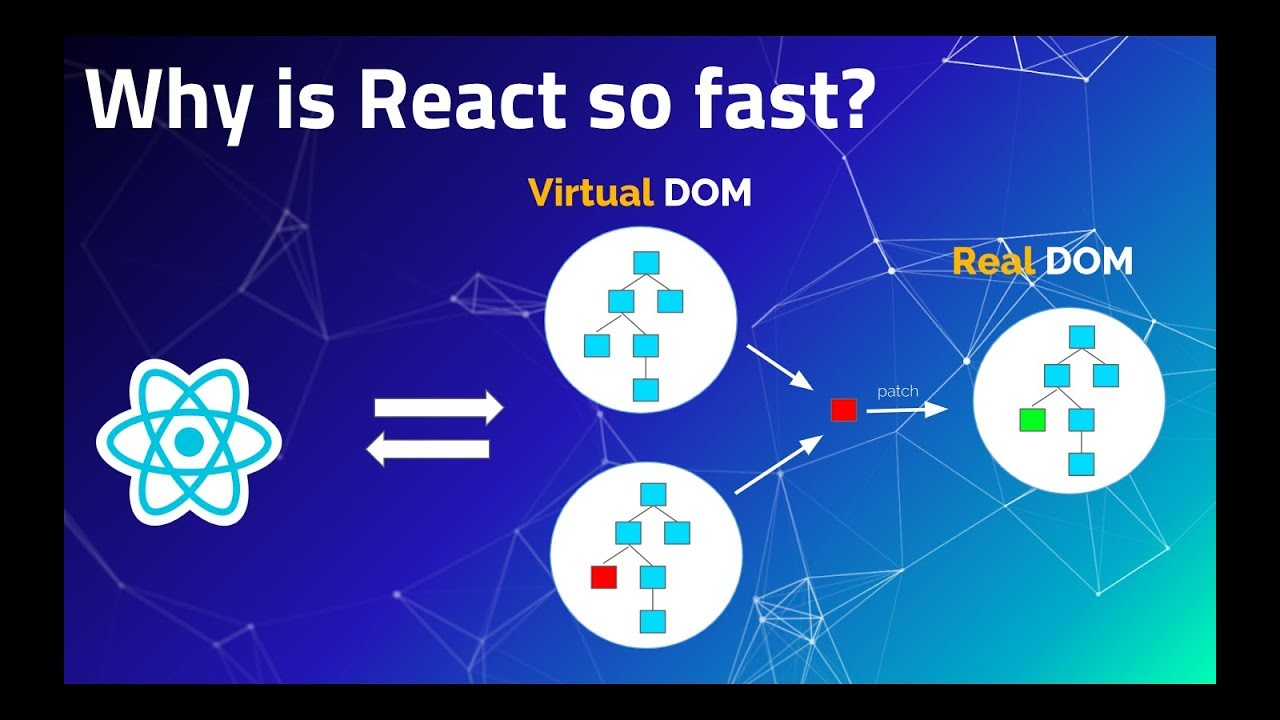 Why is React so fast?
Virtual DOM
Real DOM
patch